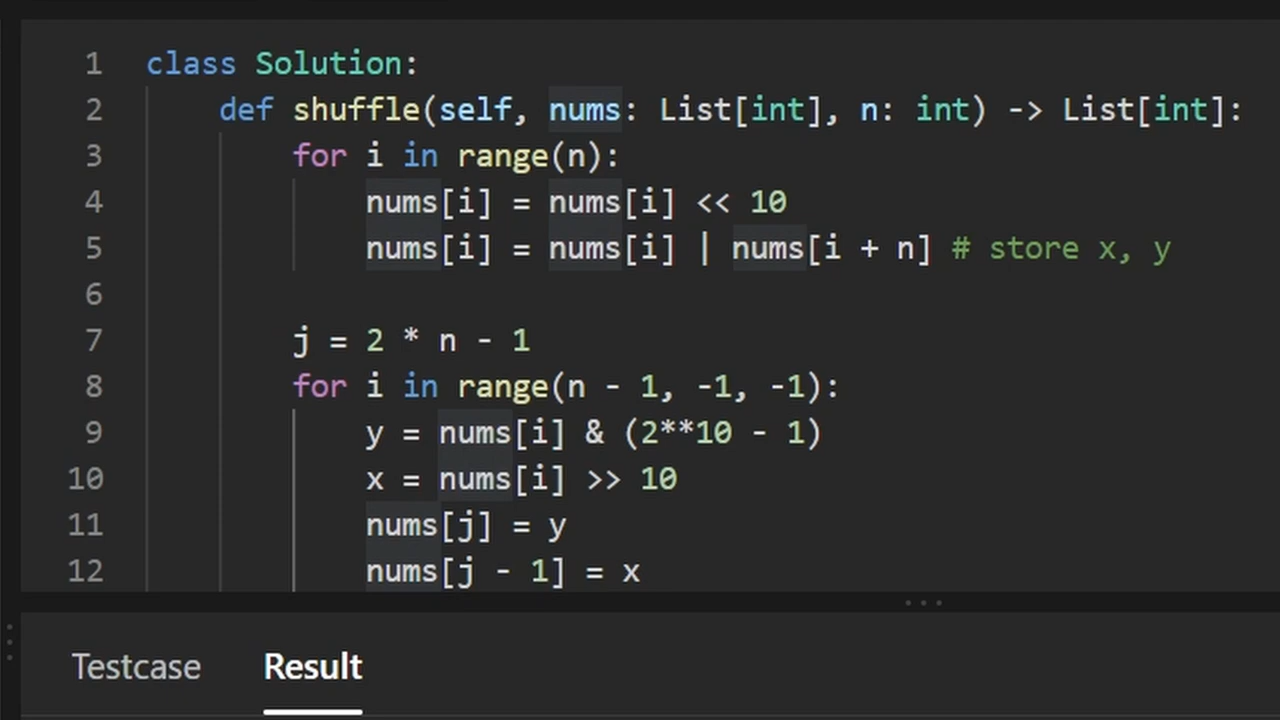 1 class Solution:
2 def shuffle(self, nums: List[int], n: int) -> List[int]:
3 for i in range(n):
4 nums[i] = nums[i] << 10
5 nums[i] = nums[i] | nums[i + n] # store x, y
6
7 j = 2 * n - 1
8 for i in range(n - 1, -1, -1):
9 y = nums[i] & (2**10 - 1)
10 x = nums[i] >> 10
11 nums[j] = y
12 nums[j - 1] = x
Testcase Result